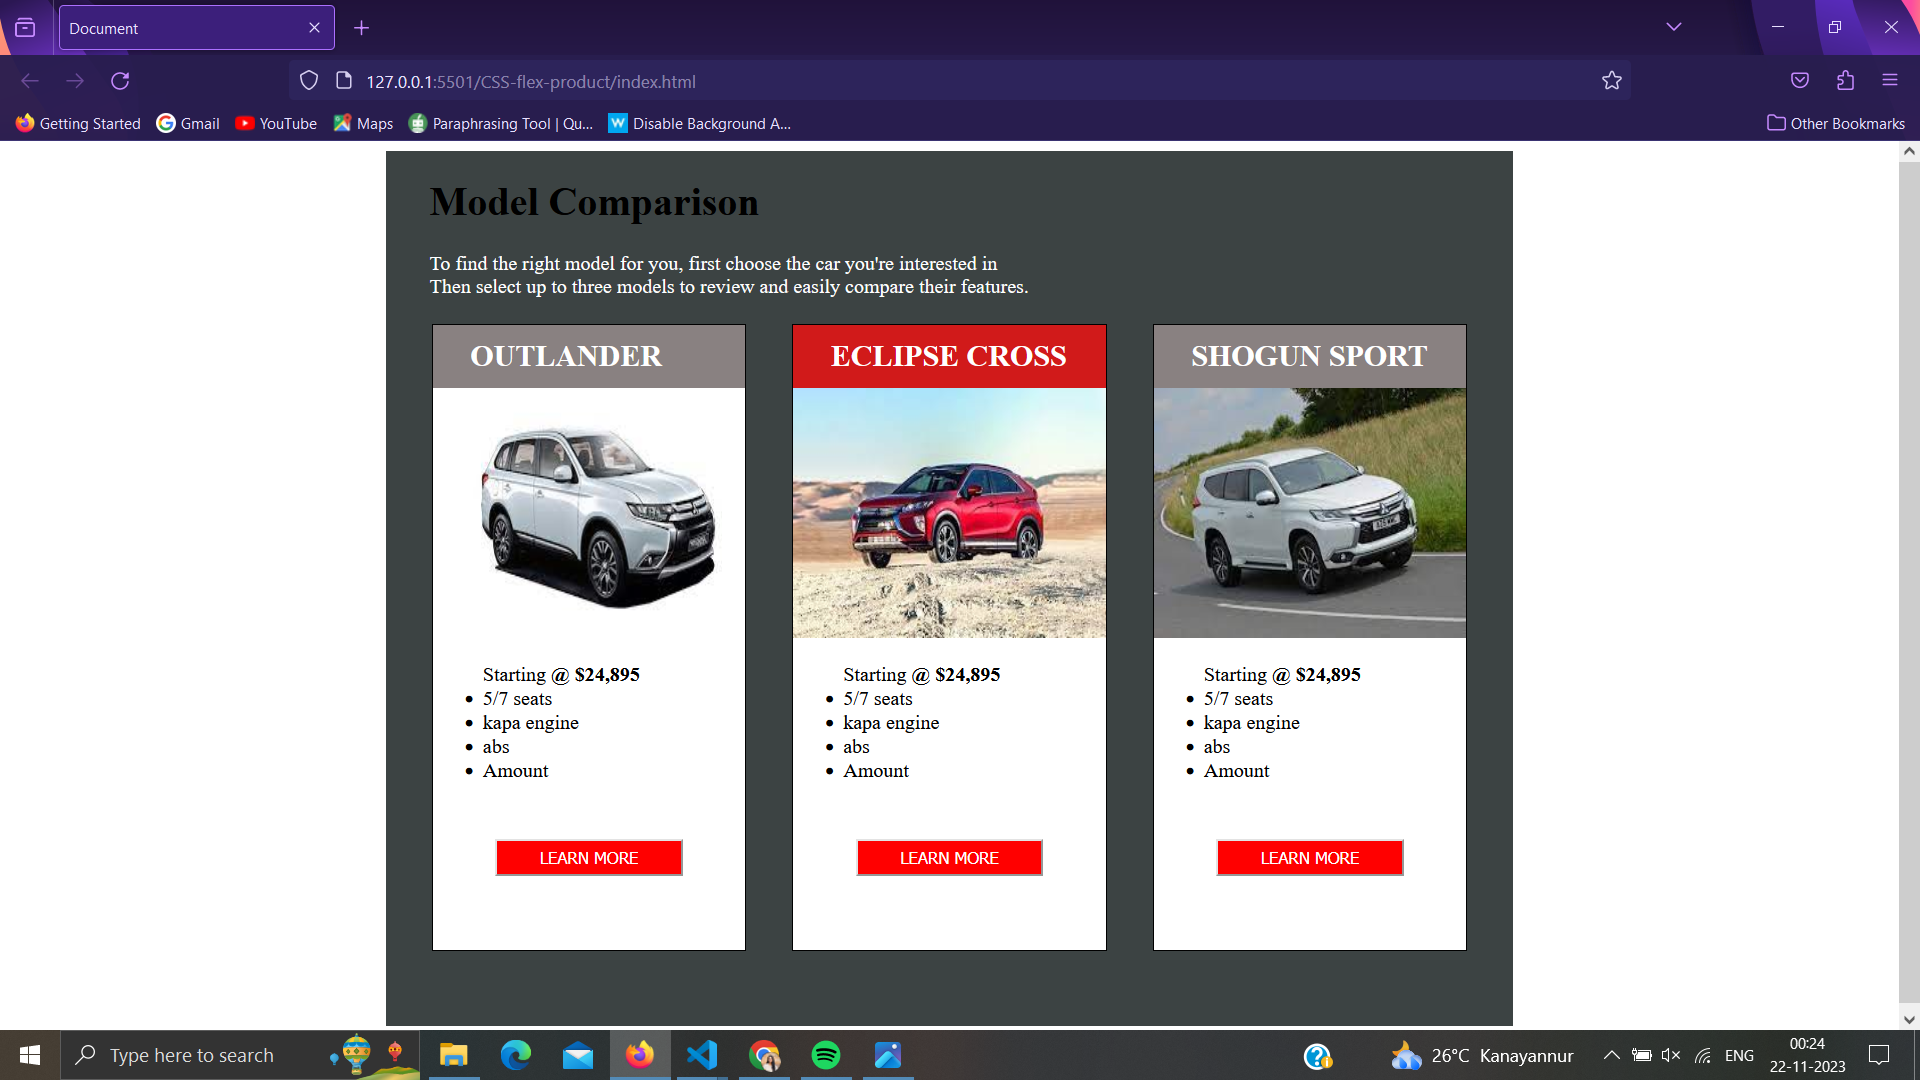 Document
127.0.0.1:5501/CSS-flex-product/index.html
Getting Started Gmail YouTube Maps Paraphrasing Tool | Qu... Disable Background A... Other Bookmarks
Model Comparison
To find the right model for you, first choose the car you're interested in
Then select up to three models to review and easily compare their features.
OUTLANDER
Starting @ $24,895
5/7 seats
kapa engine
abs
Amount
LEARN MORE
ECLIPSE CROSS
Starting @ $24,895
5/7 seats
kapa engine
abs
Amount
LEARN MORE
SHOGUN SPORT
Starting @ $24,895
5/7 seats
kapa engine
abs
Amount
LEARN MORE
Type here to search
26°C Kanayannur
ENG
00:24
22-11-2023